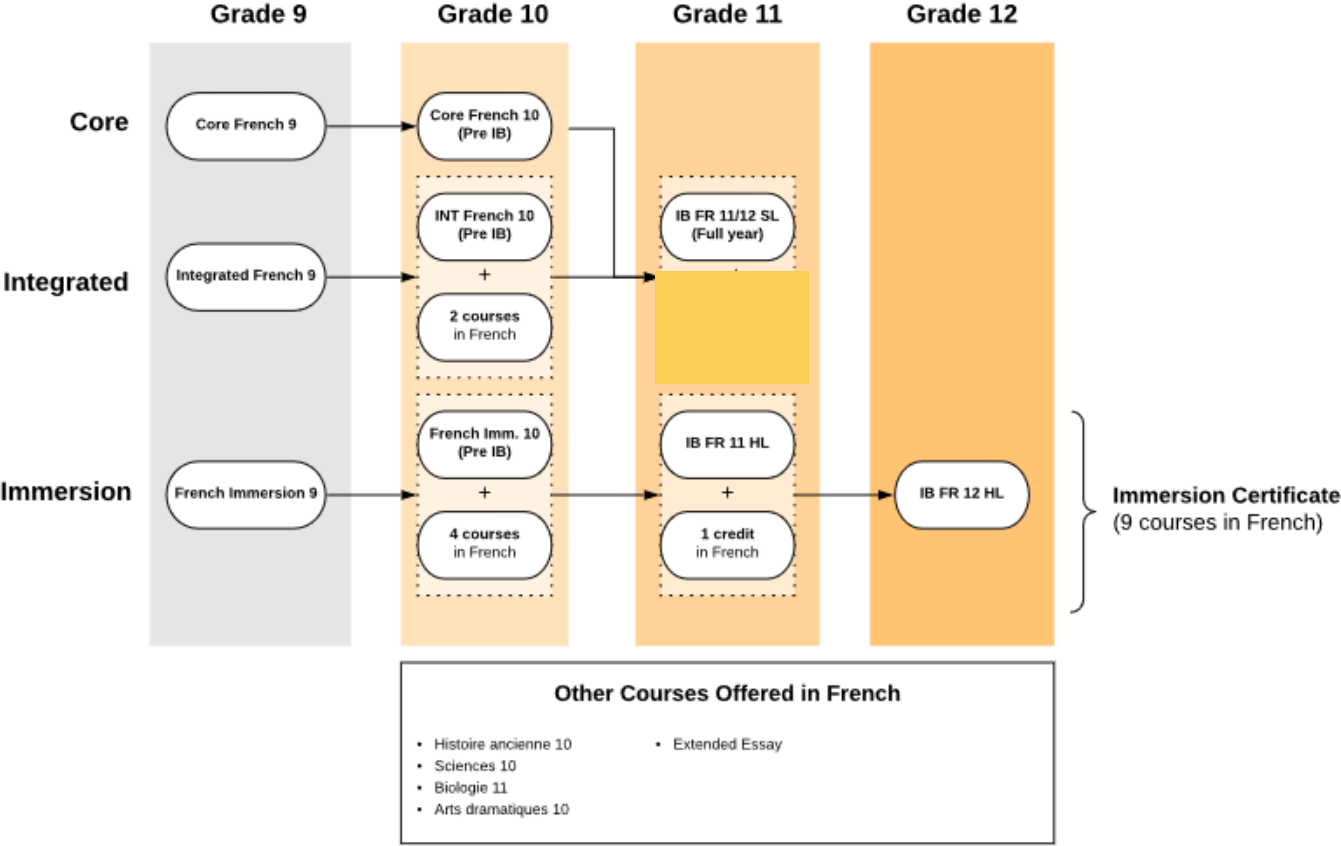 Grade 9
Grade 10
Grade 11
Grade 12
Core
Core French 9
Core French 10
(Pre IB)
Integrated
Integrated French 9
INT French 10
(Pre IB)
+
2 courses
in French
IB FR 11/12 SL
(Full year)
Immersion
French Immersion 9
French Imm. 10
(Pre IB)
+
4 courses
in French
IB FR 11 HL
+
1 credit
in French
IB FR 12 HL
Immersion Certificate
(9 courses in French)
Other Courses Offered in French
• Histoire ancienne 10
• Sciences 10
• Biologie 11
• Arts dramatiques 10
• Extended Essay